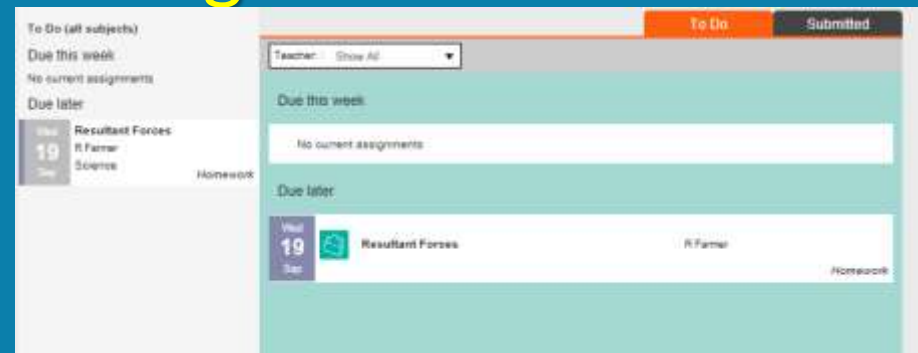 To Do (all subjects)
Due this week
No current assignments
Due later
Wed
19
Sep
Resultant Forces
R Farmer
Science
Homework
To Do
Submitted
Teacher: Show All
Due this week
No current assignments
Due later
Wed
19
Sep
Resultant Forces
R Farmer
Homework